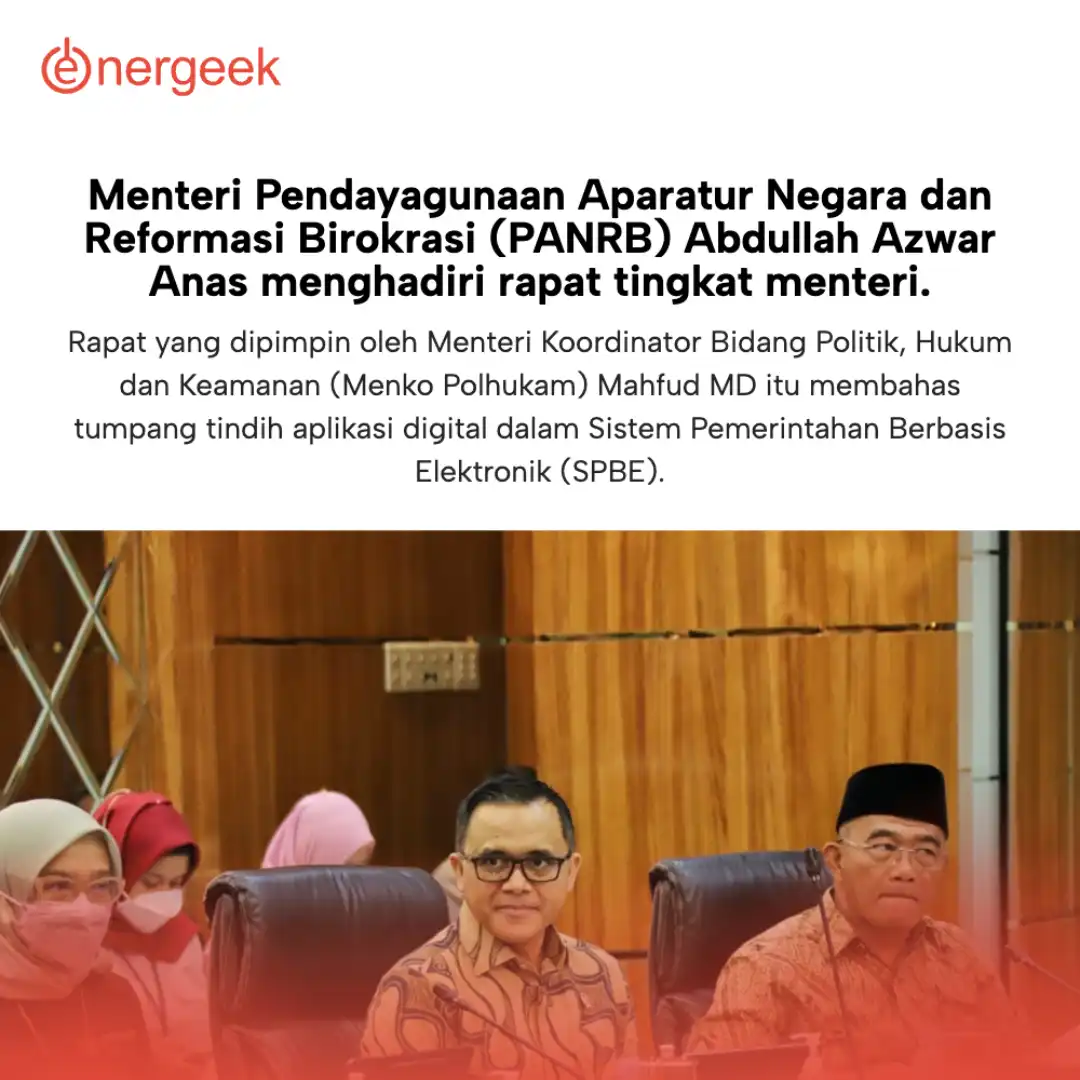 energeek
Menteri Pendayagunaan Aparatur Negara dan
Reformasi Birokrasi (PANRB) Abdullah Azwar
Anas menghadiri rapat tingkat menteri.
Rapat yang dipimpin oleh Menteri Koordinator Bidang Politik, Hukum
dan Keamanan (Menko Polhukam) Mahfud MD itu membahas
tumpang tindih aplikasi digital dalam Sistem Pemerintahan Berbasis
Elektronik (SPBE).